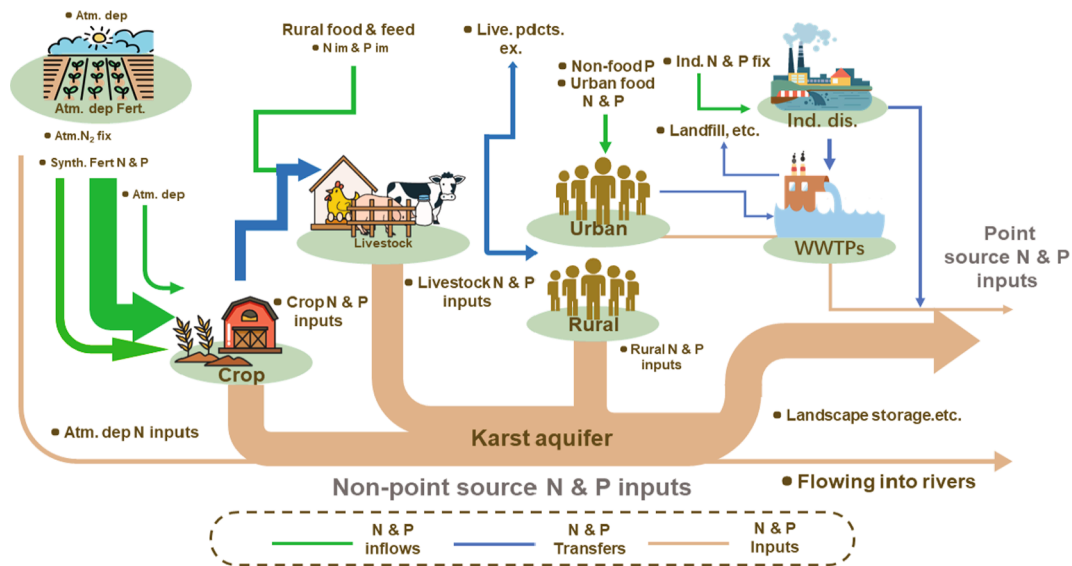 ● Atm. dep
Atm. dep Fert.
● Atm.N₂ fix
● Synth. Fert N & P
● Atm. dep
Rural food & feed
● N im & P im
● Live. pdcts.
ex.
● Non-food P
● Urban food
N & P
● Ind. N & P fix
● Landfill, etc.
Ind. dis.
Livestock
Urban
WWTPs
Point
source N & P
inputs
● Crop N & P
inputs
● Livestock N & P
inputs
Rural
● Rural N & P
inputs
Crop
● Atm. dep N inputs
Karst aquifer
● Landscape storage.etc.
Non-point source N & P inputs
● Flowing into rivers
N & P
inflows
N & P
Transfers
N & P
Inputs